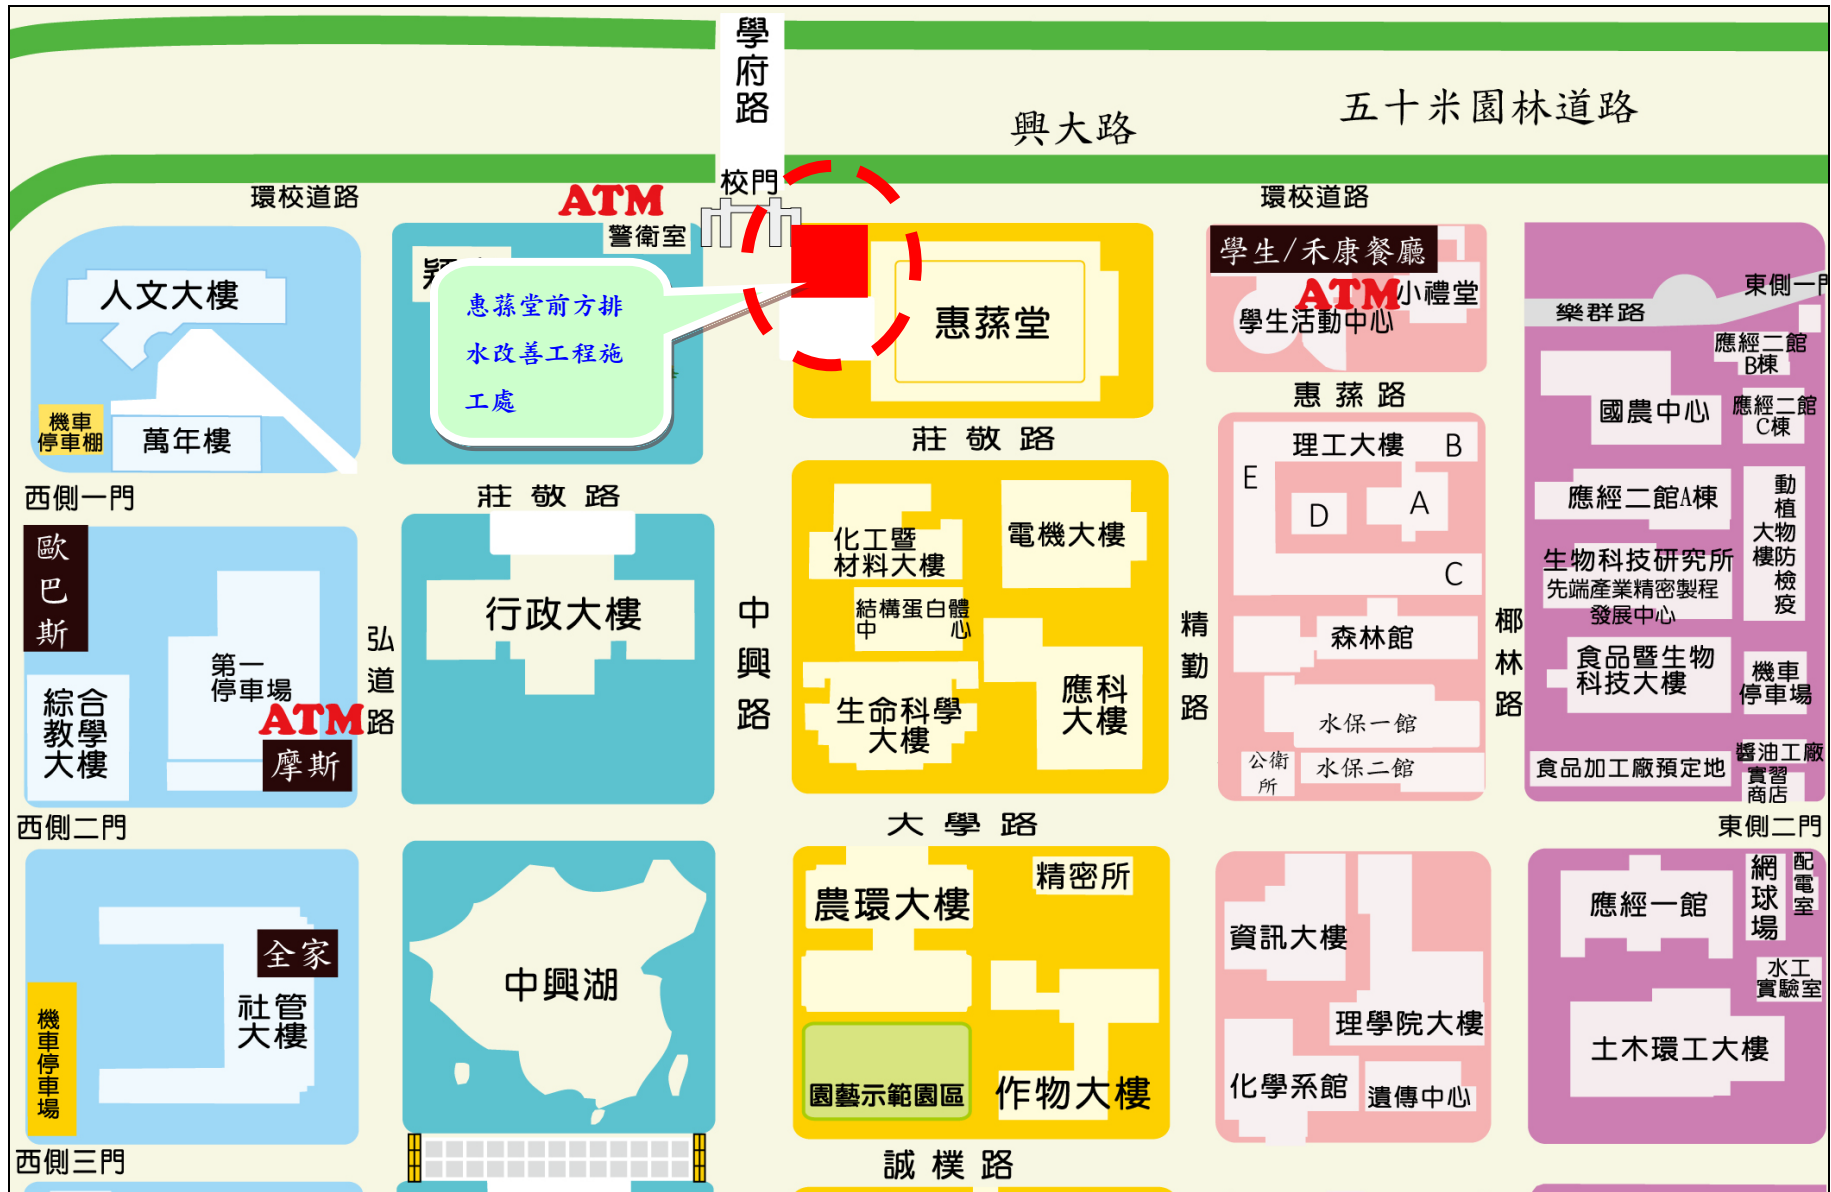 學府路
五十米園林道路
興大路
校門
環校道路
ATM
警衛室
環校道路
人文大樓
惠蓀堂前方排
水改善工程施
工處
惠蓀堂
學生/禾康餐廳
ATM
小禮堂
學生活動中心
東側一門
樂群路
應經二館
B棟
機車
停車棚
萬年樓
莊敬路
惠蓀路
國農中心
應經二館
C棟
西側一門
莊敬路
理工大樓
B
E
D
A
C
應經二館A棟
動植物防檢疫
大樓
歐巴斯
化工暨
材料大樓
電機大樓
生物科技研究所
先端產業精密製程
發展中心
行政大樓
結構蛋白體
中心
中興路
弘道路
精勤路
椰林路
第一
停車場
ATM
摩斯
綜合
教學
大樓
生命科學
大樓
應科
大樓
森林館
水保一館
公衛
所
水保二館
食品暨生物
科技大樓
機車
停車場
食品加工廠預定地
醬油工廠
實習
商店
西側二門
大學路
東側二門
全家
社管
大樓
機車停車場
中興湖
農環大樓
精密所
園藝示範園區
作物大樓
資訊大樓
理學院大樓
化學系館
遺傳中心
應經一館
網球場
配電室
水工
實驗室
土木環工大樓
西側三門
誠樸路